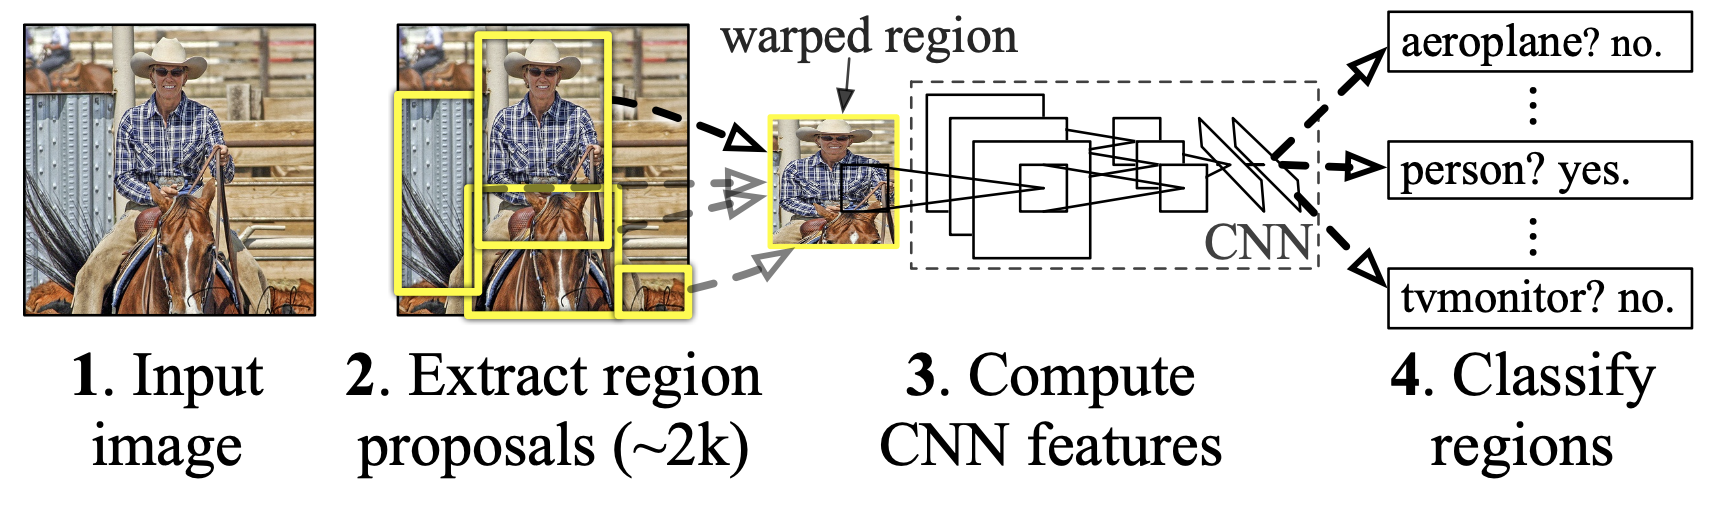 warped region
aeroplane? no.
person? yes.
CNN
tvmonitor? no.
1. Input
image
2. Extract region
proposals (~2k)
3. Compute
CNN features
4. Classify
regions